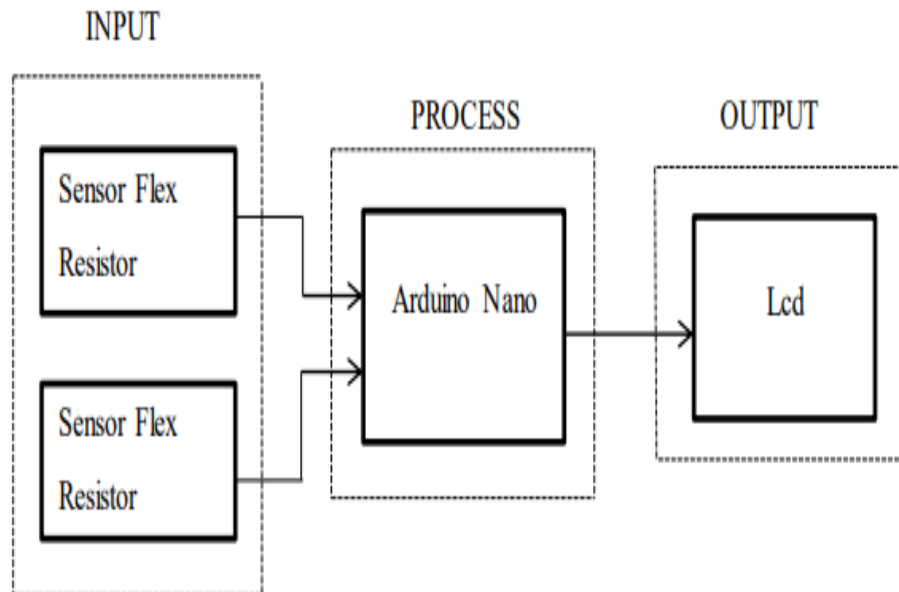 INPUT
Sensor Flex
Resistor
Sensor Flex
Resistor
PROCESS
Arduino Nano
OUTPUT
Lcd